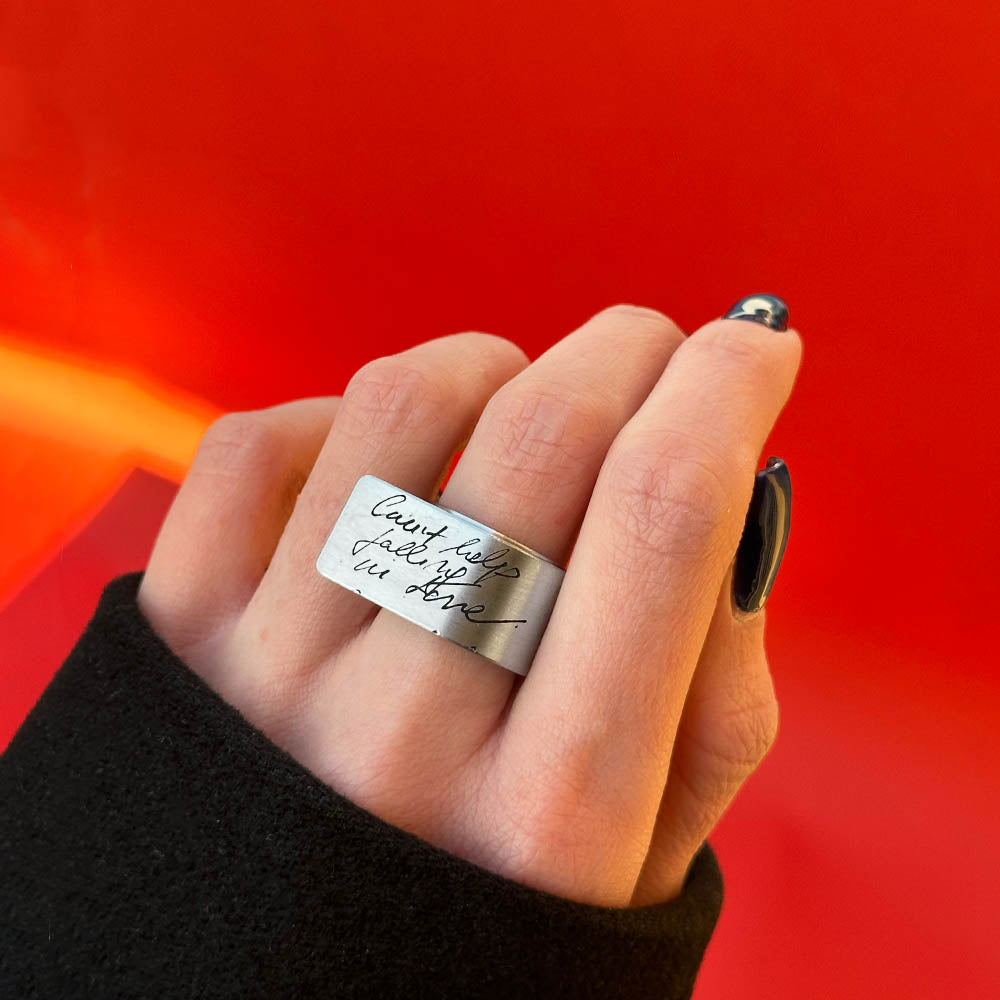 Can't help
falling
in Love.